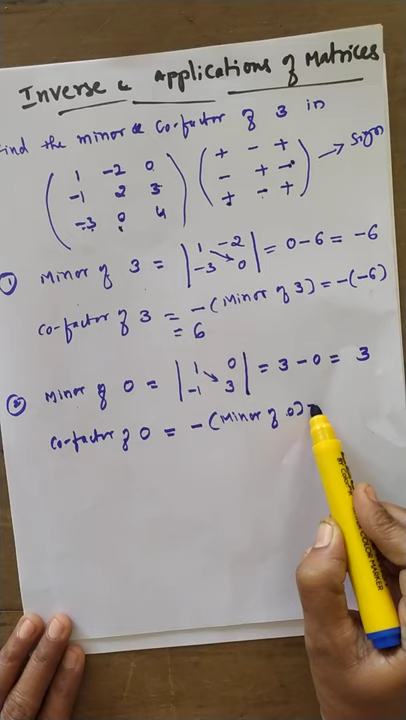 Inverse & Applications of Matrices
Find the minor & Co-factor of 3 in
( 1 -2 0 ) ( + - + ) → Sign
( -1 2 3 ) ( - + - )
( -3 0 4 ) ( + - + )
① Minor of 3 = | 1 -2 | = 0-6 = -6
| -3 0 |
Co-factor of 3 = -(Minor of 3) = -(-6)
= 6
② Minor of 0 = | 1 0 | = 3-0 = 3
| -1 3 |
Co-factor of 0 = -(Minor of 0) =
COLOR MARKER